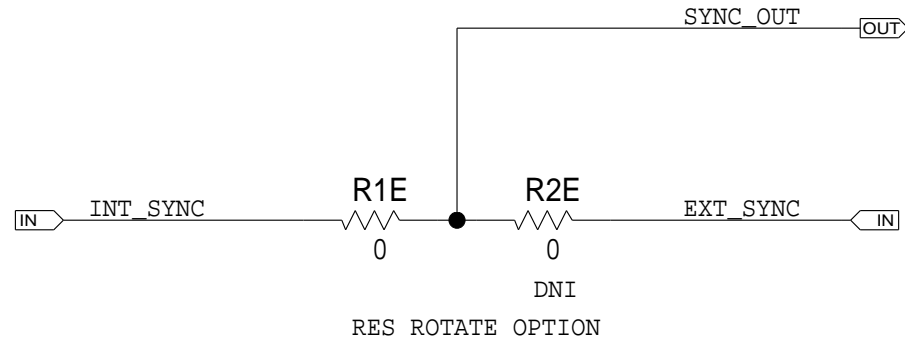 SYNC_OUT
OUT
R1E
R2E
IN
INT_SYNC
EXT_SYNC
IN
0
0
DNI
RES ROTATE OPTION